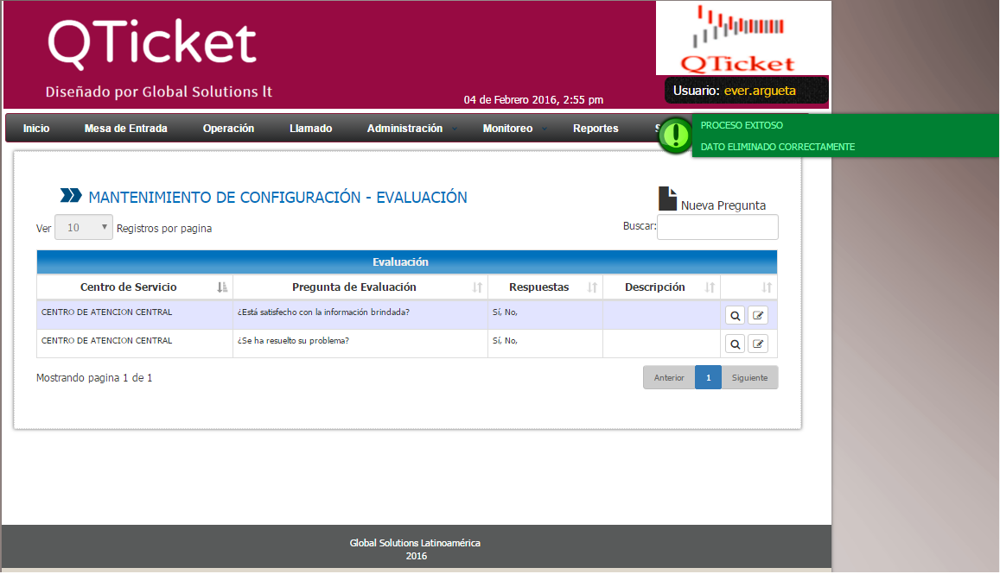 QTicket
Diseñado por Global Solutions lt
QTicket
04 de Febrero 2016, 2:55 pm
Usuario: ever.argueta
Inicio Mesa de Entrada Operación Llamado Administración Monitoreo Reportes
PROCESO EXITOSO
DATO ELIMINADO CORRECTAMENTE
MANTENIMIENTO DE CONFIGURACIÓN - EVALUACIÓN
Nueva Pregunta
Ver 10 Registros por pagina
Buscar:
Evaluación
Centro de Servicio Pregunta de Evaluación Respuestas Descripción
CENTRO DE ATENCION CENTRAL ¿Está satisfecho con la información brindada? Sí, No,
CENTRO DE ATENCION CENTRAL ¿Se ha resuelto su problema? Sí, No,
Mostrando pagina 1 de 1
Anterior 1 Siguiente
Global Solutions Latinoamérica
2016